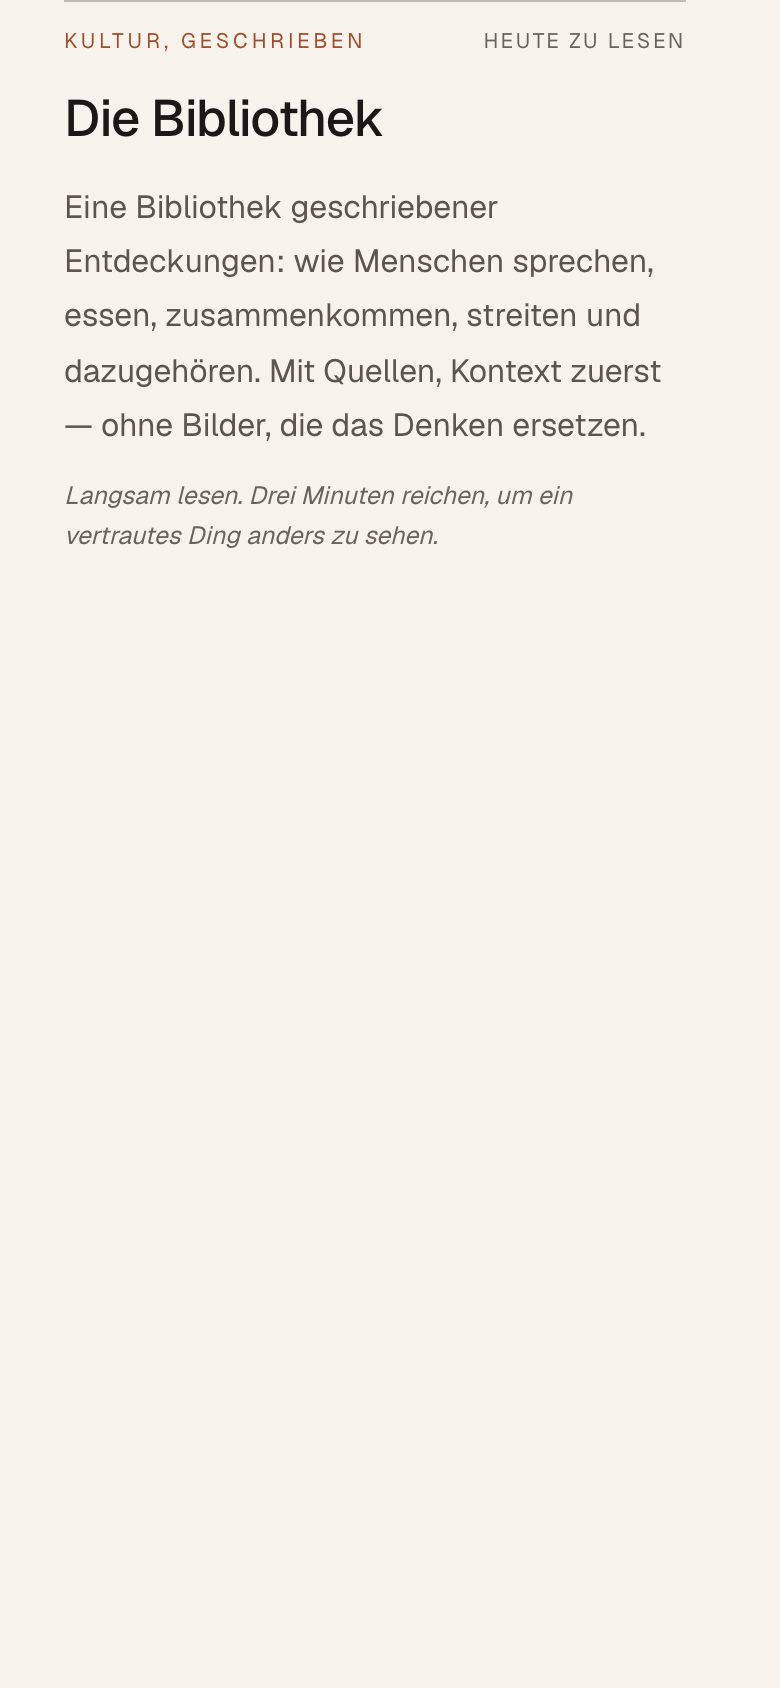 KULTUR, GESCHRIEBEN
HEUTE ZU LESEN
Die Bibliothek
Eine Bibliothek geschriebener
Entdeckungen: wie Menschen sprechen,
essen, zusammenkommen, streiten und
dazugehören. Mit Quellen, Kontext zuerst
— ohne Bilder, die das Denken ersetzen.
Langsam lesen. Drei Minuten reichen, um ein
vertrautes Ding anders zu sehen.